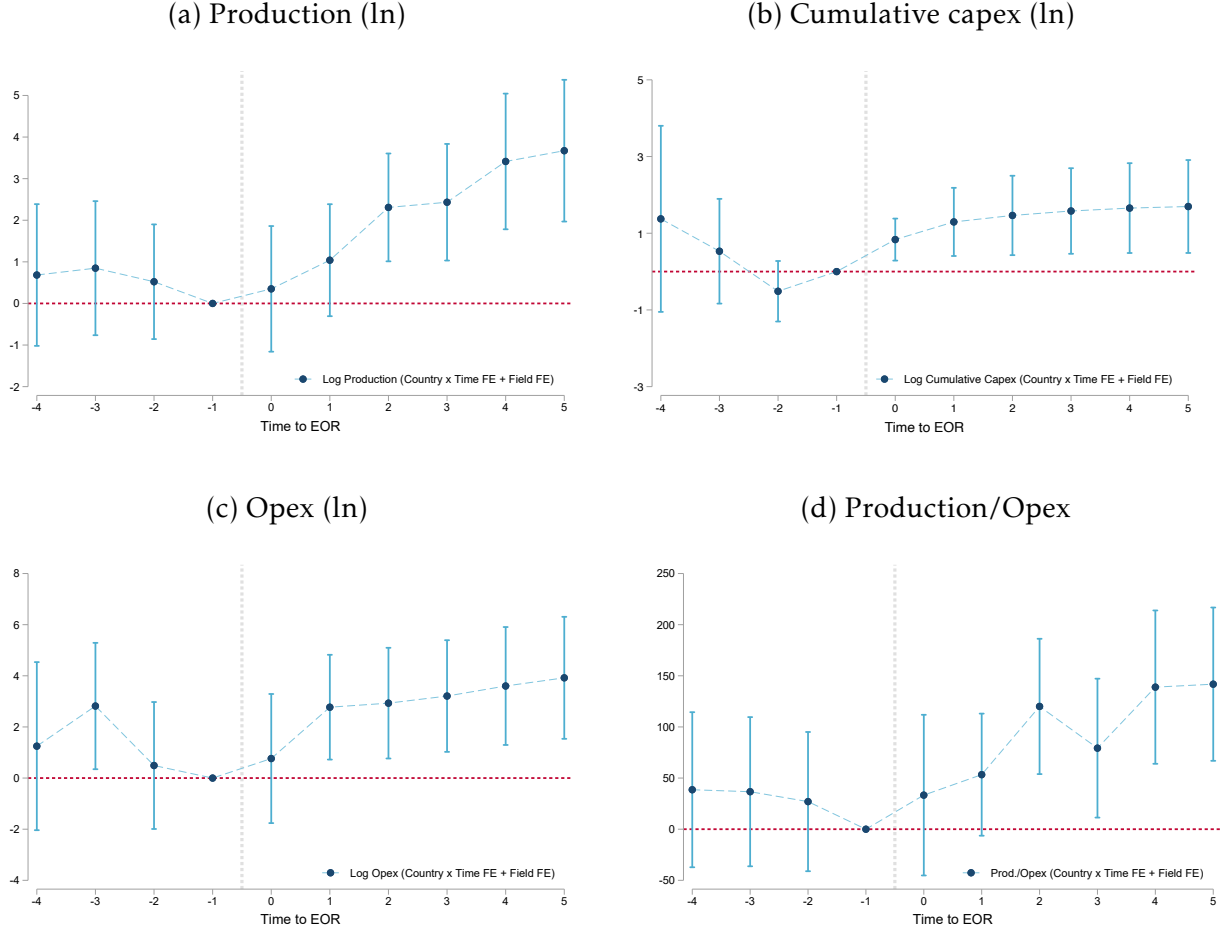 (a) Production (ln)
(b) Cumulative capex (ln)
5
4
3
2
1
0
-1
-2
Log Production (Country x Time FE + Field FE)
-4 -3 -2 -1 0 1 2 3 4 5
Time to EOR
5
3
1
-1
-3
Log Cumulative Capex (Country x Time FE + Field FE)
-4 -3 -2 -1 0 1 2 3 4 5
Time to EOR
(c) Opex (ln)
(d) Production/Opex
8
6
4
2
0
-2
-4
Log Opex (Country x Time FE + Field FE)
-4 -3 -2 -1 0 1 2 3 4 5
Time to EOR
250
200
150
100
50
0
-50
Prod./Opex (Country x Time FE + Field FE)
-4 -3 -2 -1 0 1 2 3 4 5
Time to EOR